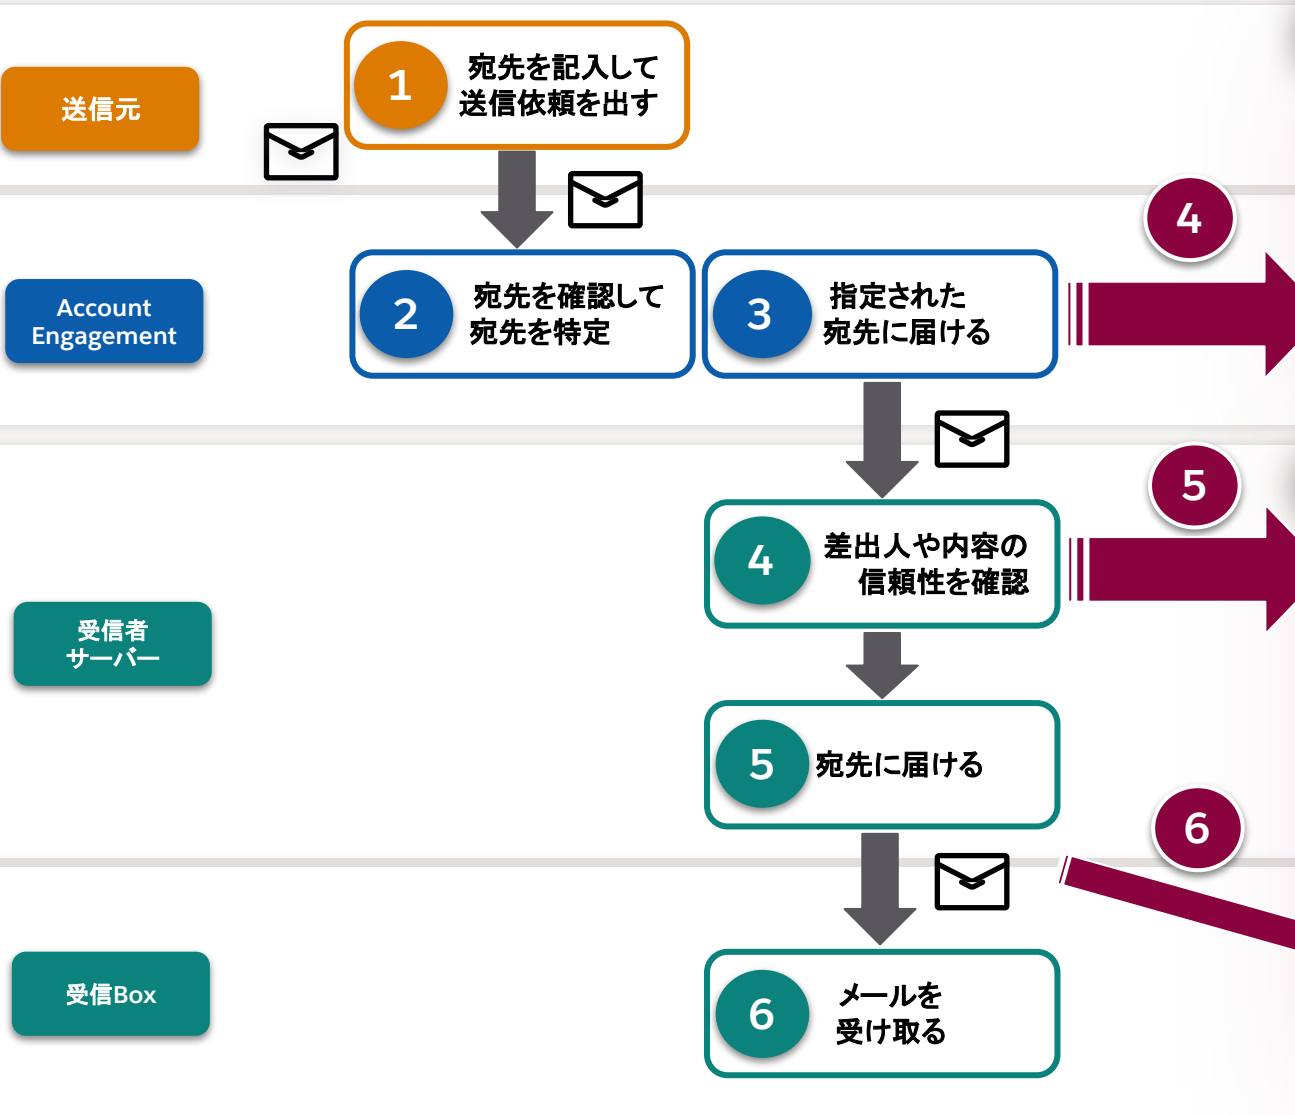 送信元
1
宛先を記入して
送信依頼を出す
Account
Engagement
2
宛先を確認して
宛先を特定
3
指定された
宛先に届ける
4
受信者
サーバー
4
差出人や内容の
信頼性を確認
5
5
宛先に届ける
6
受信Box
6
メールを
受け取る